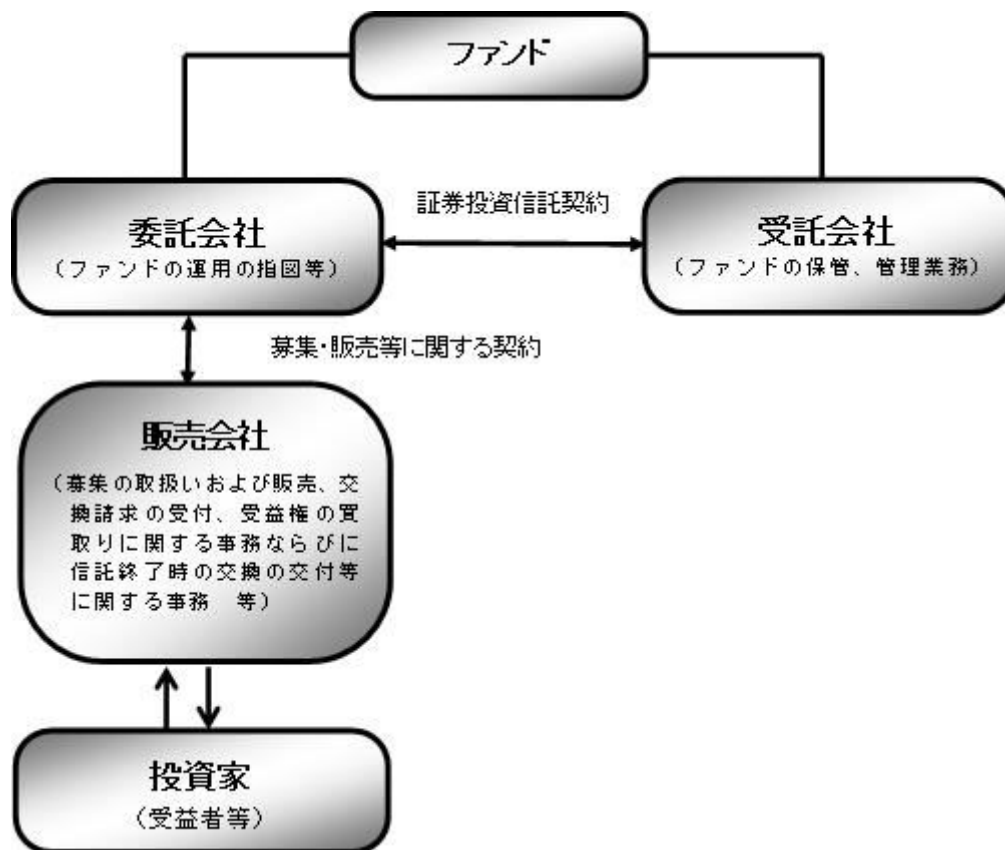 ファンド
証券投資信託契約
委託会社
(ファンドの運用の指図等)
受託会社
(ファンドの保管、管理業務)
募集・販売等に関する契約
販売会社
(募集の取扱いおよび販売、交
換請求の受付、受益権の買
取りに関する事務ならびに
信託終了時の交換の交付等
に関する事務 等)
投資家
(受益者等)